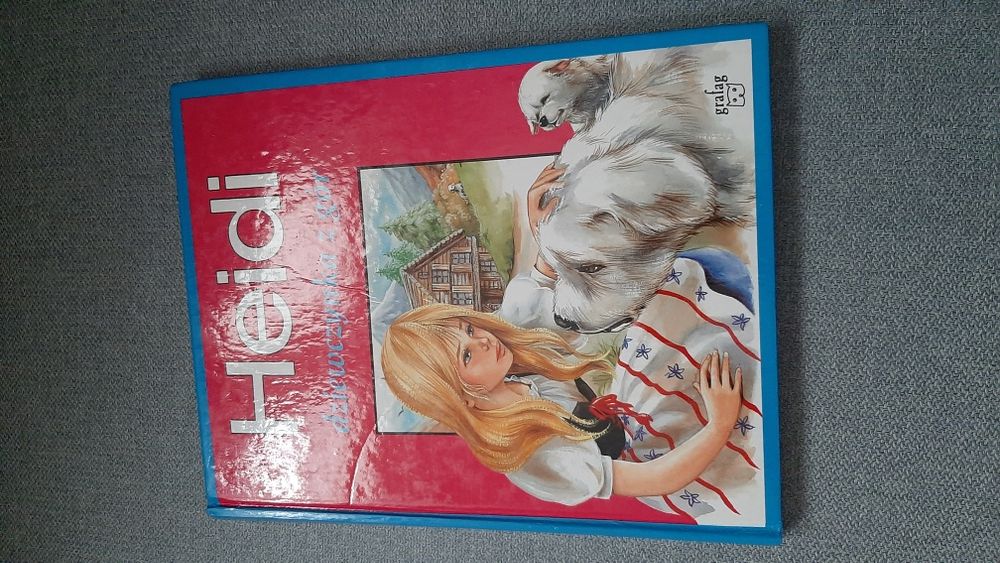 Heidi
dziewczynka z gór
grafag